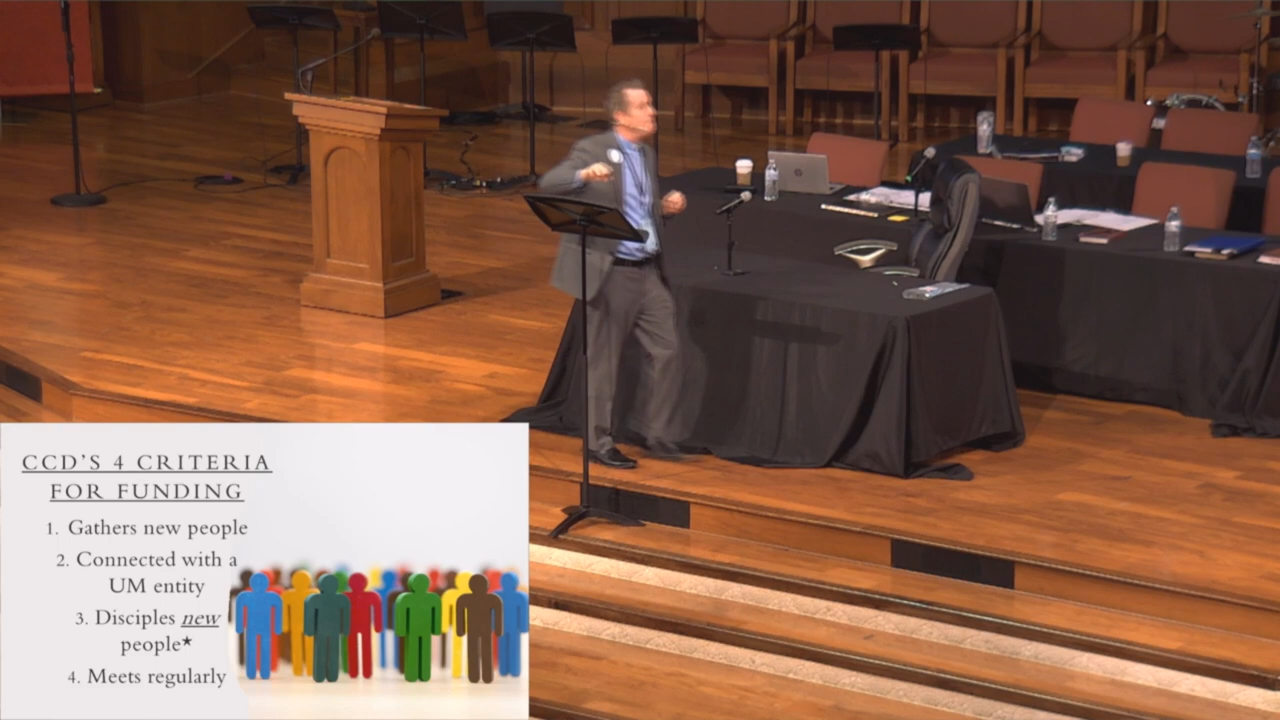 CCD'S 4 CRITERIA
FOR FUNDING
1. Gathers new people
2. Connected with a
UM entity
3. Disciples new
people★
4. Meets regularly